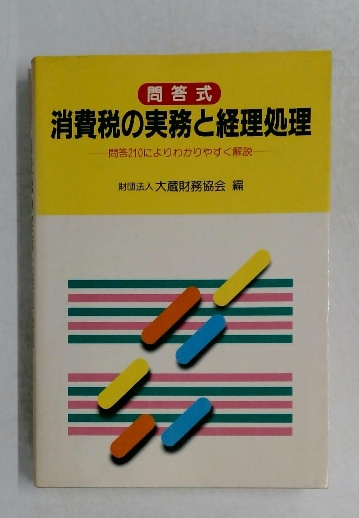 問答式
消費税の実務と経理処理
―問答210によりわかりやすく解説―
財団法人 大蔵財務協会 編